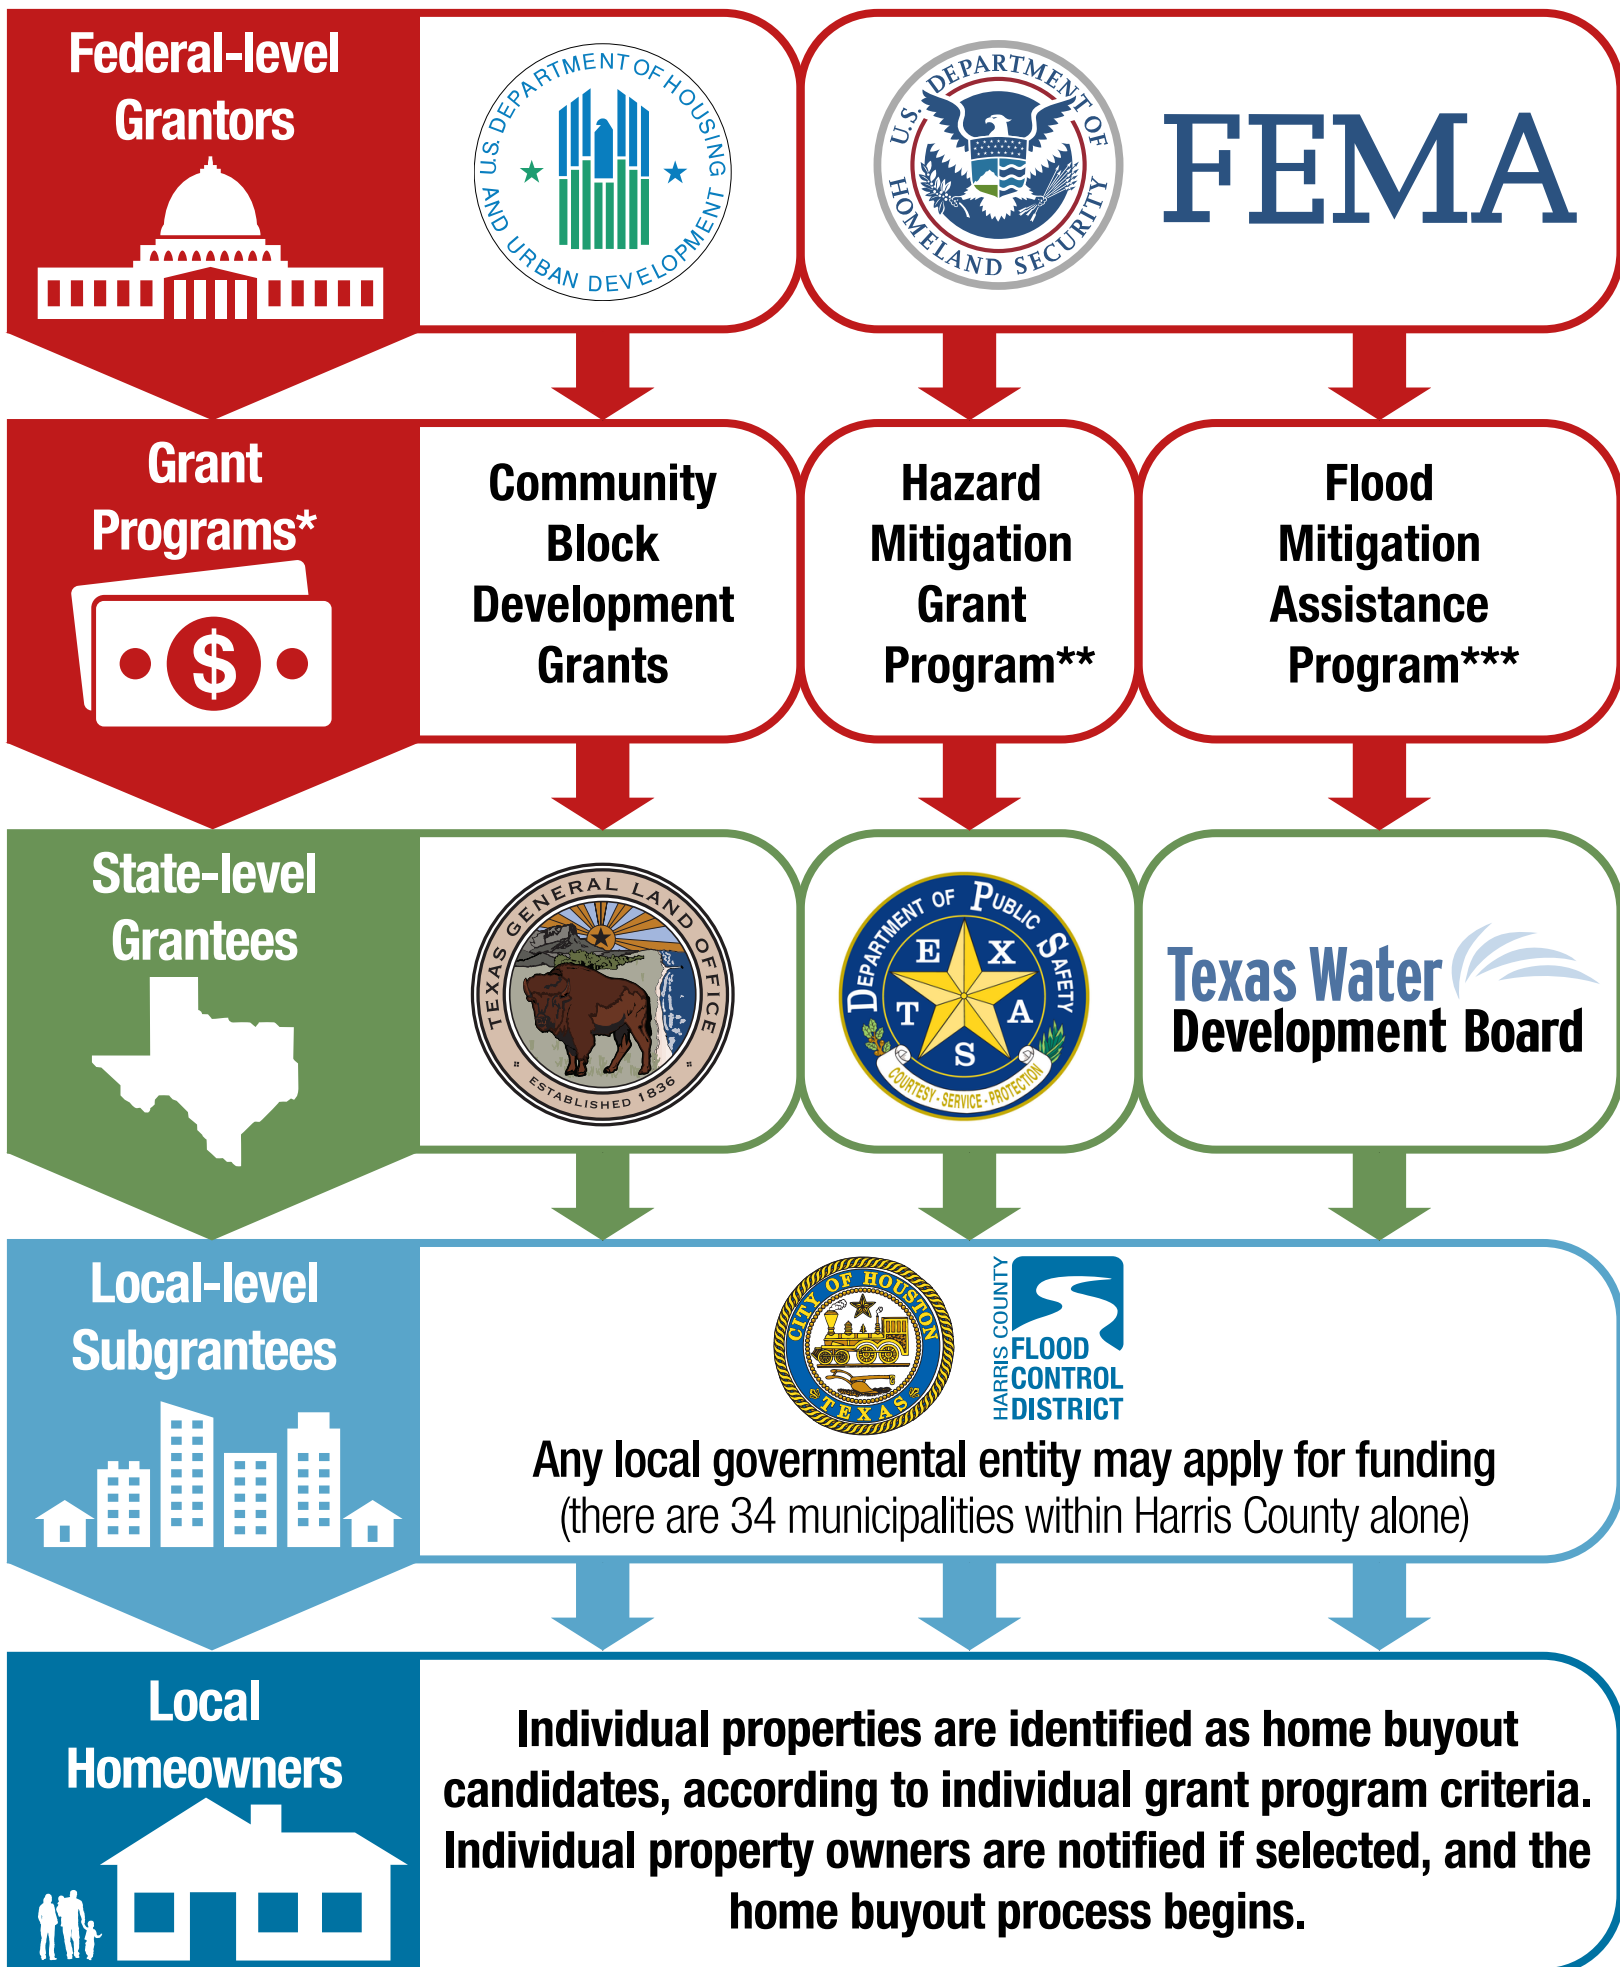 Federal-level
Grantors
U.S. DEPARTMENT OF HOUSING
AND URBAN DEVELOPMENT
U.S. DEPARTMENT OF
HOMELAND SECURITY
FEMA
Grant
Programs*
$
Community
Block
Development
Grants
Hazard
Mitigation
Grant
Program**
Flood
Mitigation
Assistance
Program***
State-level
Grantees
TEXAS GENERAL LAND OFFICE
ESTABLISHED 1836
DEPARTMENT OF PUBLIC SAFETY
TEXAS
COURTESY - SERVICE - PROTECTION
Texas Water
Development Board
Local-level
Subgrantees
CITY OF HOUSTON
TEXAS
HARRIS COUNTY
FLOOD
CONTROL
DISTRICT
Any local governmental entity may apply for funding
(there are 34 municipalities within Harris County alone)
Local
Homeowners
Individual properties are identified as home buyout
candidates, according to individual grant program criteria.
Individual property owners are notified if selected, and the
home buyout process begins.